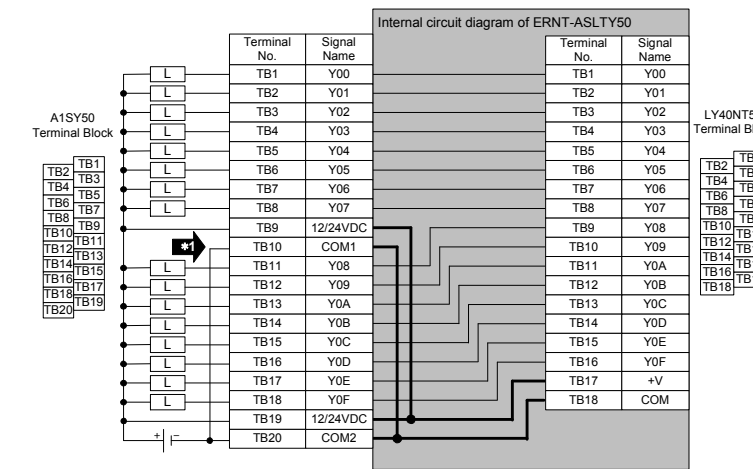 Internal circuit diagram of ERNT-ASLTY50
Terminal No. Signal Name Terminal No. Signal Name
L TB1 Y00 TB1 Y00
L TB2 Y01 TB2 Y01
L TB3 Y02 TB3 Y02
L TB4 Y03 TB4 Y03
L TB5 Y04 TB5 Y04
L TB6 Y05 TB6 Y05
L TB7 Y06 TB7 Y06
L TB8 Y07 TB8 Y07
TB9 12/24VDC TB9 Y08
*1 TB10 COM1 TB10 Y09
L TB11 Y08 TB11 Y0A
L TB12 Y09 TB12 Y0B
L TB13 Y0A TB13 Y0C
L TB14 Y0B TB14 Y0D
L TB15 Y0C TB15 Y0E
L TB16 Y0D TB16 Y0F
L TB17 Y0E TB17 +V
L TB18 Y0F TB18 COM
TB19 12/24VDC
+ − TB20 COM2
A1SY50
Terminal Block
TB1
TB2
TB3
TB4
TB5
TB6
TB7
TB8
TB9
TB10
TB11
TB12
TB13
TB14
TB15
TB16
TB17
TB18
TB19
TB20
LY40NT5
Terminal Bl
TB2
TB4
TB6
TB8
TB10
TB12
TB14
TB16
TB18